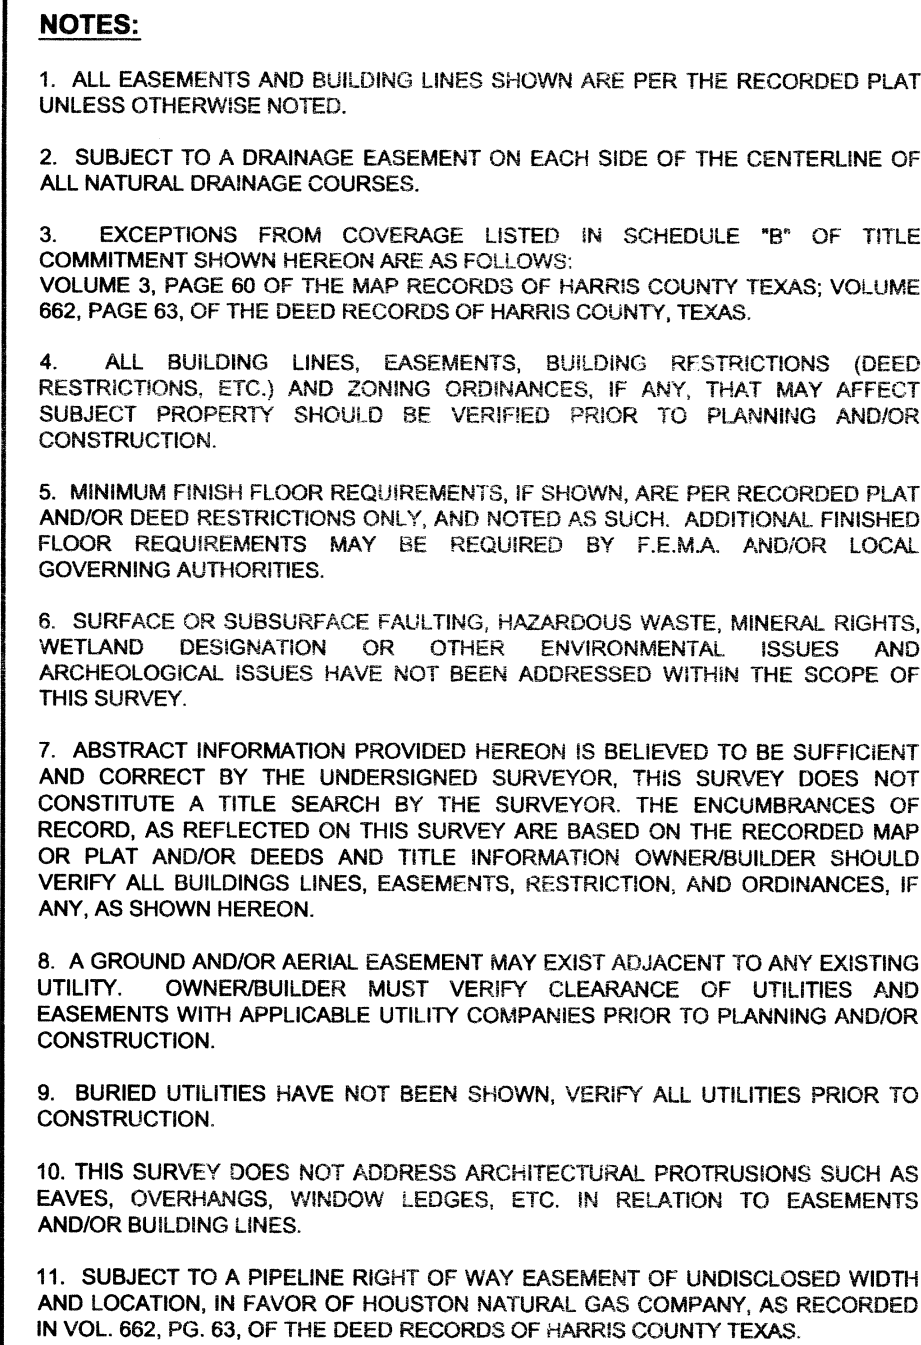 NOTES:
1. ALL EASEMENTS AND BUILDING LINES SHOWN ARE PER THE RECORDED PLAT
UNLESS OTHERWISE NOTED.
2. SUBJECT TO A DRAINAGE EASEMENT ON EACH SIDE OF THE CENTERLINE OF
ALL NATURAL DRAINAGE COURSES.
3. EXCEPTIONS FROM COVERAGE LISTED IN SCHEDULE "B" OF TITLE
COMMITMENT SHOWN HEREON ARE AS FOLLOWS:
VOLUME 3, PAGE 60 OF THE MAP RECORDS OF HARRIS COUNTY TEXAS; VOLUME
662, PAGE 63, OF THE DEED RECORDS OF HARRIS COUNTY, TEXAS.
4. ALL BUILDING LINES, EASEMENTS, BUILDING RESTRICTIONS (DEED
RESTRICTIONS, ETC.) AND ZONING ORDINANCES, IF ANY, THAT MAY AFFECT
SUBJECT PROPERTY SHOULD BE VERIFIED PRIOR TO PLANNING AND/OR
CONSTRUCTION.
5. MINIMUM FINISH FLOOR REQUIREMENTS, IF SHOWN, ARE PER RECORDED PLAT
AND/OR DEED RESTRICTIONS ONLY, AND NOTED AS SUCH. ADDITIONAL FINISHED
FLOOR REQUIREMENTS MAY BE REQUIRED BY F.E.M.A. AND/OR LOCAL
GOVERNING AUTHORITIES.
6. SURFACE OR SUBSURFACE FAULTING, HAZARDOUS WASTE, MINERAL RIGHTS,
WETLAND DESIGNATION OR OTHER ENVIRONMENTAL ISSUES AND
ARCHEOLOGICAL ISSUES HAVE NOT BEEN ADDRESSED WITHIN THE SCOPE OF
THIS SURVEY.
7. ABSTRACT INFORMATION PROVIDED HEREON IS BELIEVED TO BE SUFFICIENT
AND CORRECT BY THE UNDERSIGNED SURVEYOR, THIS SURVEY DOES NOT
CONSTITUTE A TITLE SEARCH BY THE SURVEYOR. THE ENCUMBRANCES OF
RECORD, AS REFLECTED ON THIS SURVEY ARE BASED ON THE RECORDED MAP
OR PLAT AND/OR DEEDS AND TITLE INFORMATION OWNER/BUILDER SHOULD
VERIFY ALL BUILDINGS LINES, EASEMENTS, RESTRICTION, AND ORDINANCES, IF
ANY, AS SHOWN HEREON.
8. A GROUND AND/OR AERIAL EASEMENT MAY EXIST ADJACENT TO ANY EXISTING
UTILITY. OWNER/BUILDER MUST VERIFY CLEARANCE OF UTILITIES AND
EASEMENTS WITH APPLICABLE UTILITY COMPANIES PRIOR TO PLANNING AND/OR
CONSTRUCTION.
9. BURIED UTILITIES HAVE NOT BEEN SHOWN, VERIFY ALL UTILITIES PRIOR TO
CONSTRUCTION.
10. THIS SURVEY DOES NOT ADDRESS ARCHITECTURAL PROTRUSIONS SUCH AS
EAVES, OVERHANGS, WINDOW LEDGES, ETC. IN RELATION TO EASEMENTS
AND/OR BUILDING LINES.
11. SUBJECT TO A PIPELINE RIGHT OF WAY EASEMENT OF UNDISCLOSED WIDTH
AND LOCATION, IN FAVOR OF HOUSTON NATURAL GAS COMPANY, AS RECORDED
IN VOL. 662, PG. 63, OF THE DEED RECORDS OF HARRIS COUNTY TEXAS.